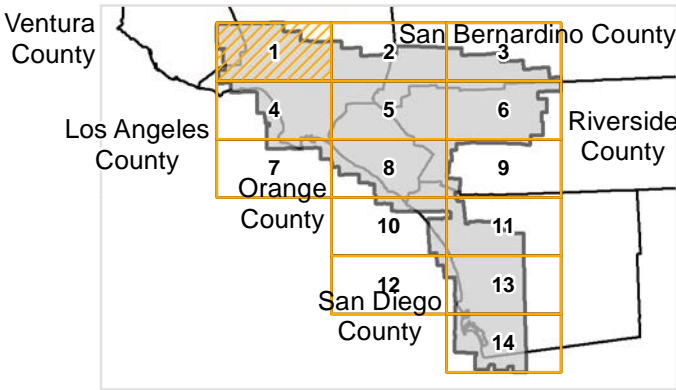 Ventura
County
San Bernardino County
1
2
3
4
5
6
Los Angeles
County
Riverside
County
7
8
9
Orange
County
10
11
12
13
San Diego
County
14